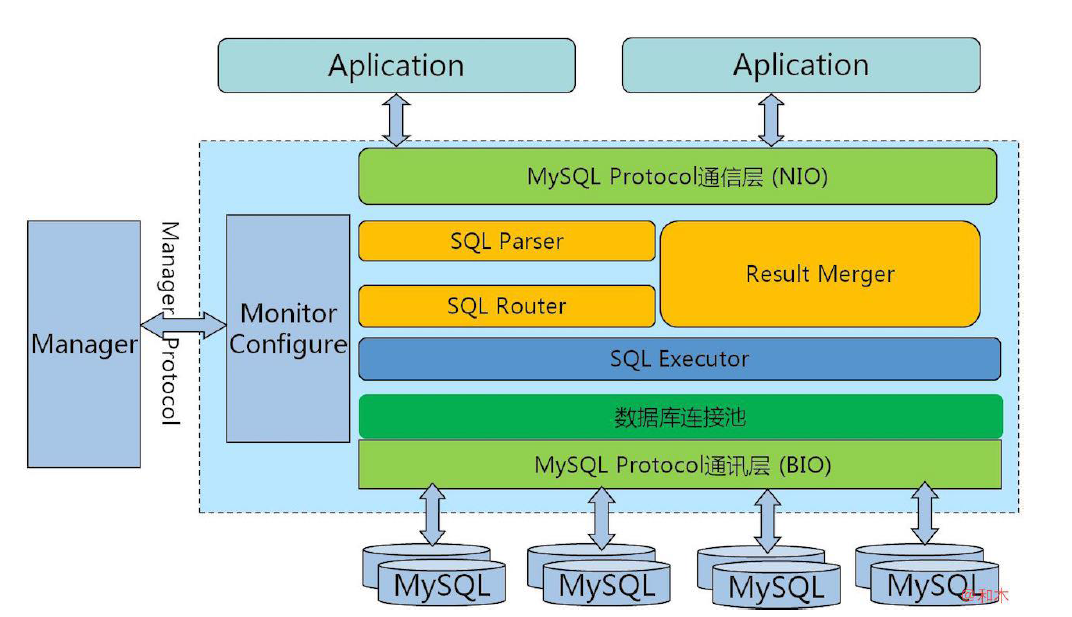 Aplication
Aplication
MySQL Protocol通信层 (NIO)
Manager
Manager Protocol
Monitor
Configure
SQL Parser
SQL Router
Result Merger
SQL Executor
数据库连接池
MySQL Protocol通讯层 (BIO)
MySQL
MySQL
MySQL
MySQL